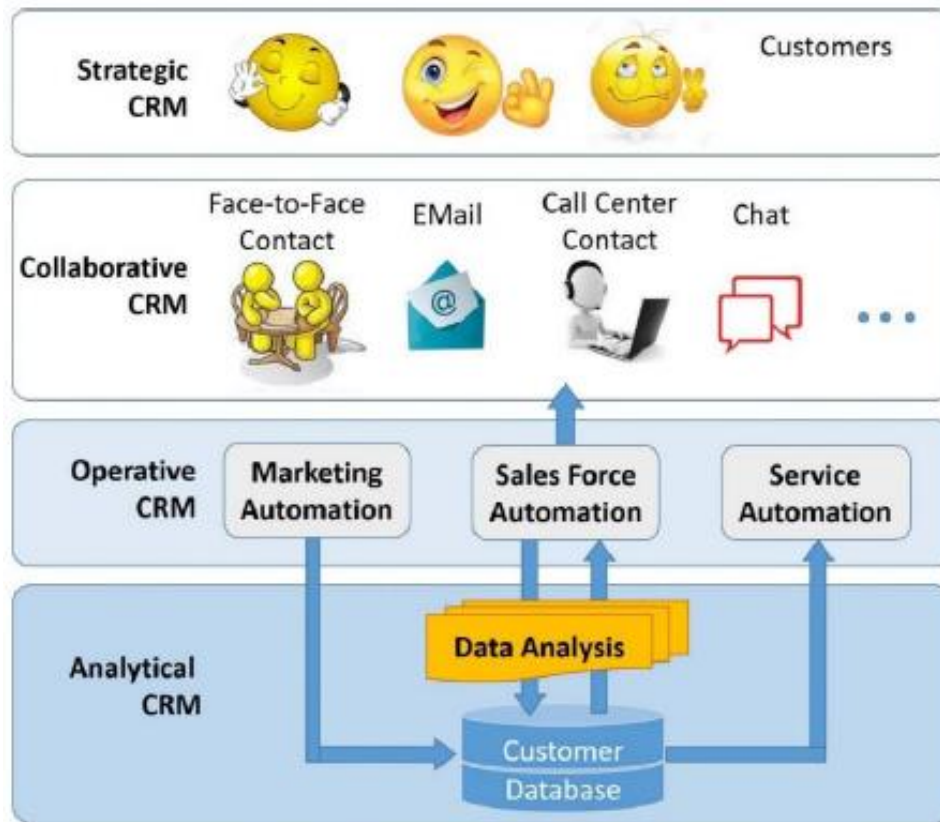 Strategic
CRM
Customers
Collaborative
CRM
Face-to-Face
Contact
EMail
@
Call Center
Contact
Chat
Operative
CRM
Marketing
Automation
Sales Force
Automation
Service
Automation
Analytical
CRM
Data Analysis
Customer
Database